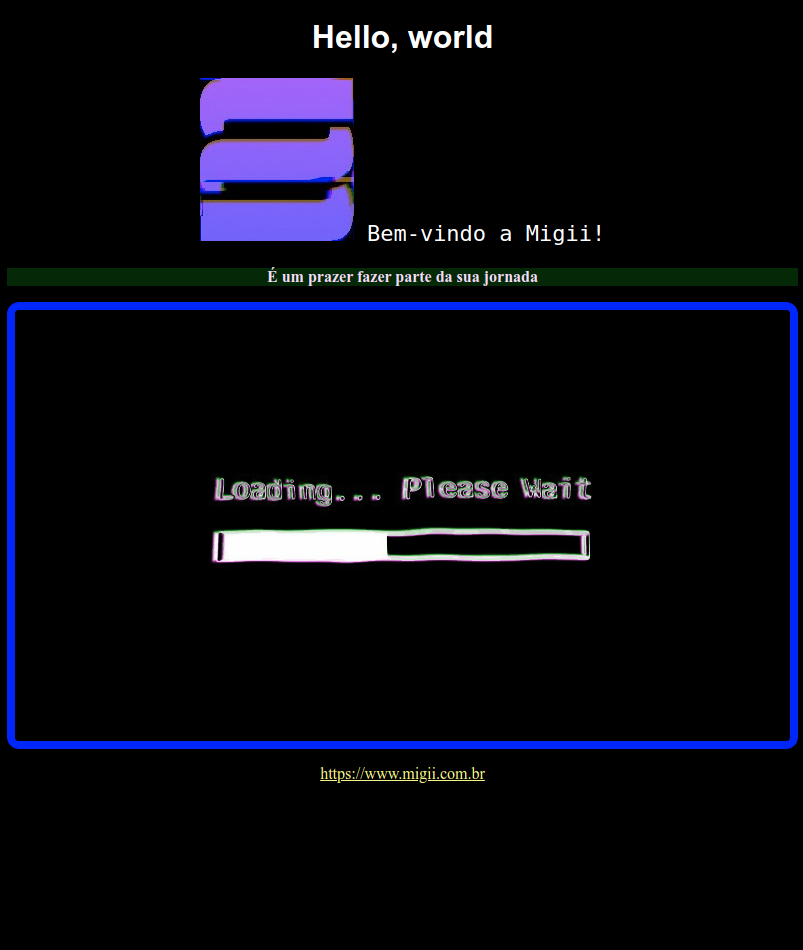 Hello, world
Bem-vindo a Migii!
É um prazer fazer parte da sua jornada
Loading... Please Wait
https://www.migii.com.br